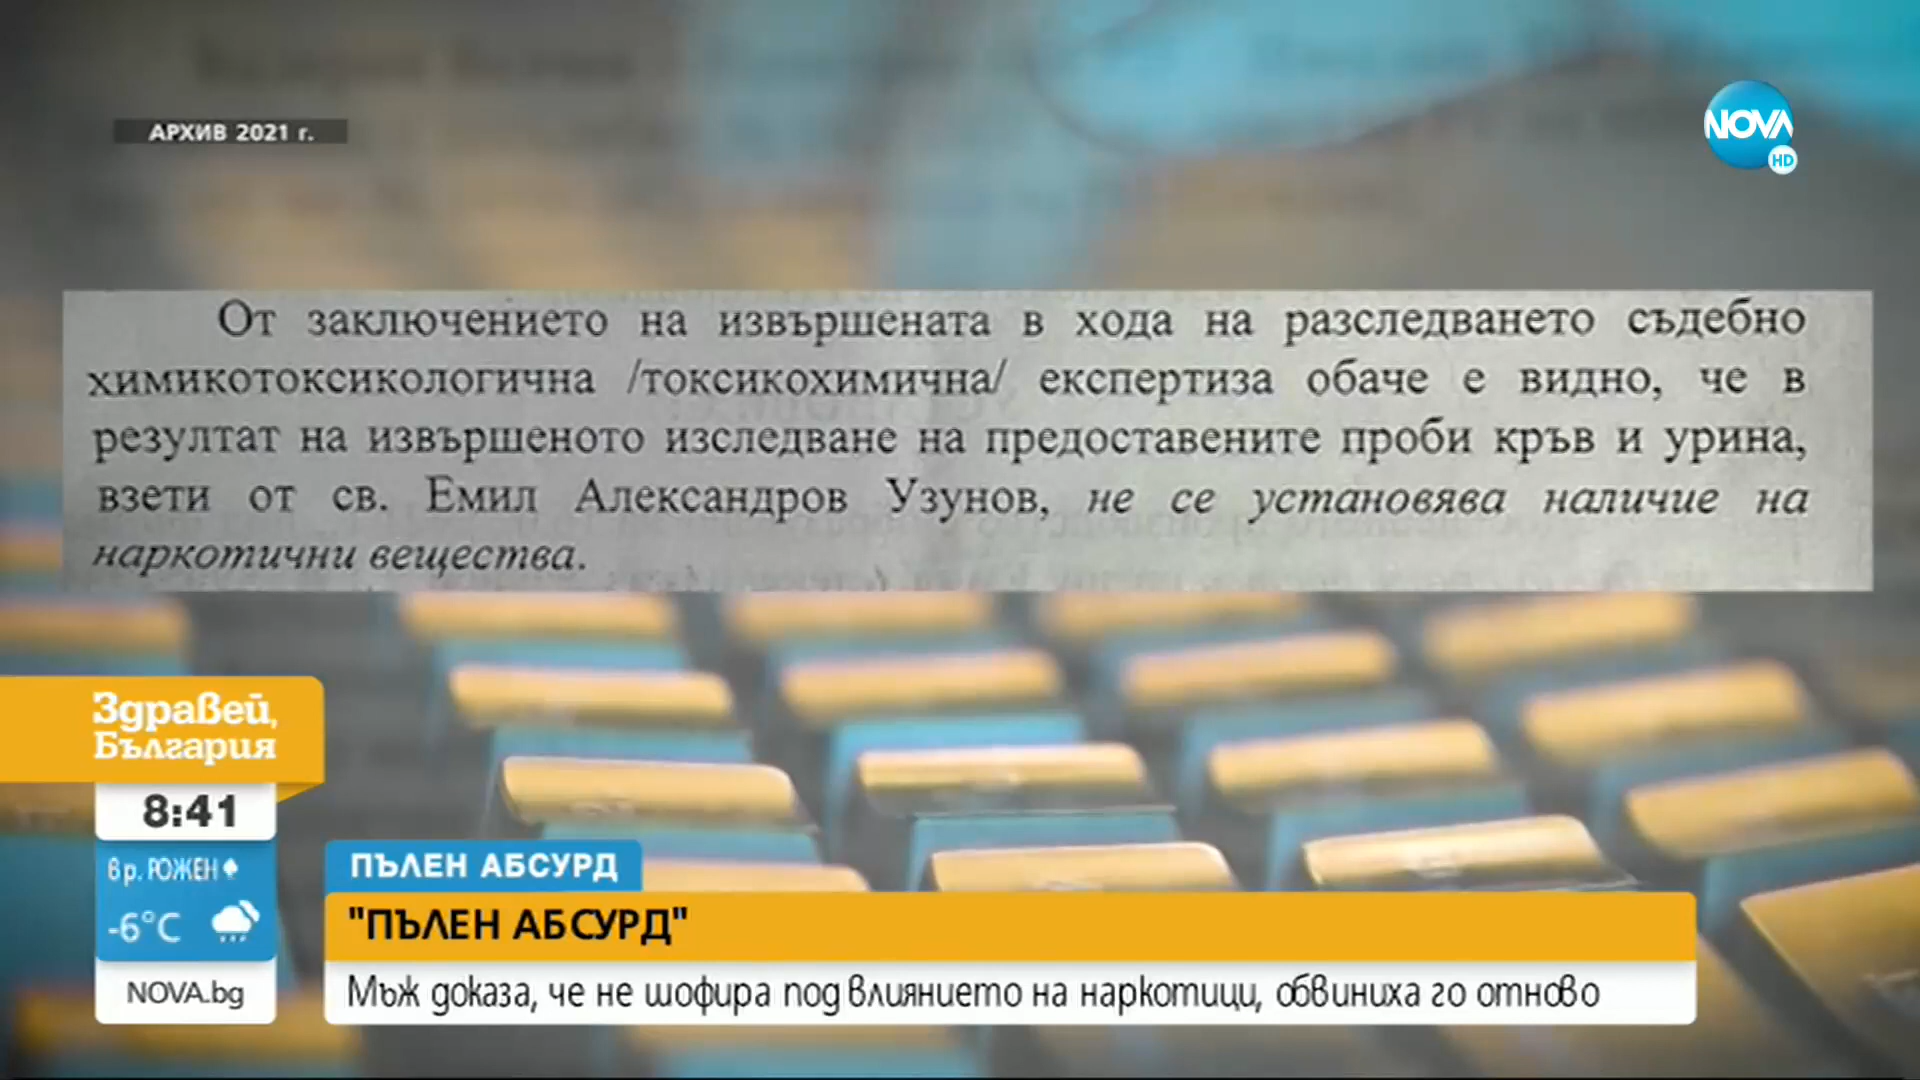 АРХИВ 2021 г.
NOVA
HD
От заключението на извършената в хода на разследването съдебно
химикотоксикологична /токсикохимична/ експертиза обаче е видно, че в
резултат на извършеното изследване на предоставените проби кръв и урина,
взети от св. Емил Александров Узунов, не се установява наличие на
наркотични вещества.
Здравей,
България
8:41
вр. РОЖЕН
-6°C
NOVA.bg
ПЪЛЕН АБСУРД
"ПЪЛЕН АБСУРД"
Мъж доказа, че не шофира под влиянието на наркотици, обвиниха го отново